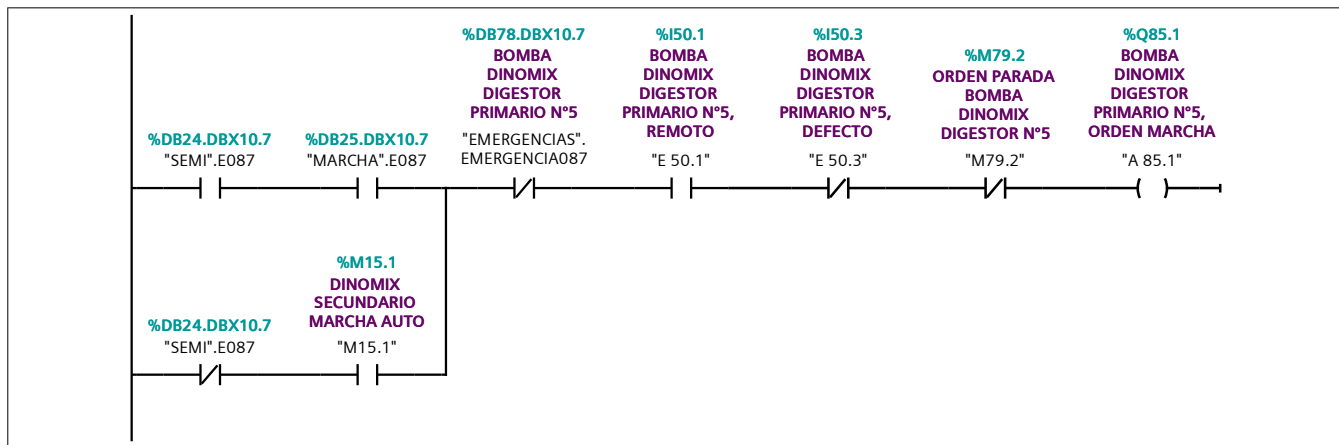 %DB24.DBX10.7
"SEMI".E087
%DB25.DBX10.7
"MARCHA".E087
%DB78.DBX10.7
BOMBA
DINOMIX
DIGESTOR
PRIMARIO N°5
"EMERGENCIAS".
EMERGENCIA087
%I50.1
BOMBA
DINOMIX
DIGESTOR
PRIMARIO N°5,
REMOTO
"E 50.1"
%I50.3
BOMBA
DINOMIX
DIGESTOR
PRIMARIO N°5,
DEFECTO
"E 50.3"
%M79.2
ORDEN PARADA
BOMBA
DINOMIX
DIGESTOR N°5
"M79.2"
%Q85.1
BOMBA
DINOMIX
DIGESTOR
PRIMARIO N°5,
ORDEN MARCHA
"A 85.1"
%DB24.DBX10.7
"SEMI".E087
%M15.1
DINOMIX
SECUNDARIO
MARCHA AUTO
"M15.1"